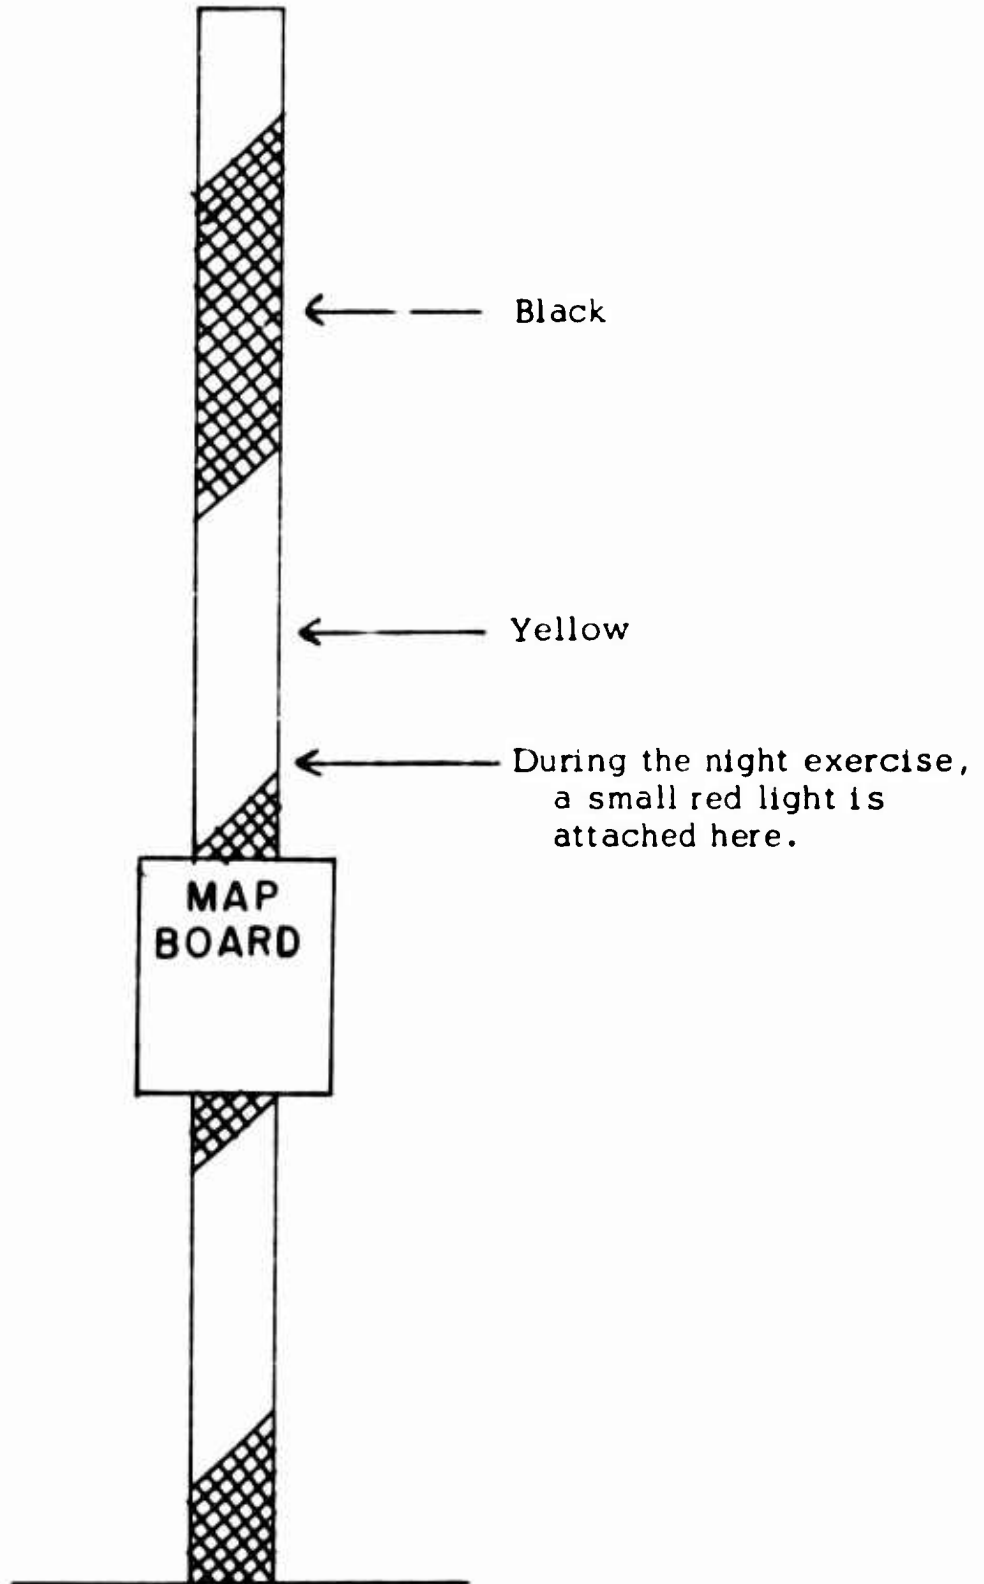 Black
Yellow
During the night exercise,
a small red light is
attached here.
MAP
BOARD